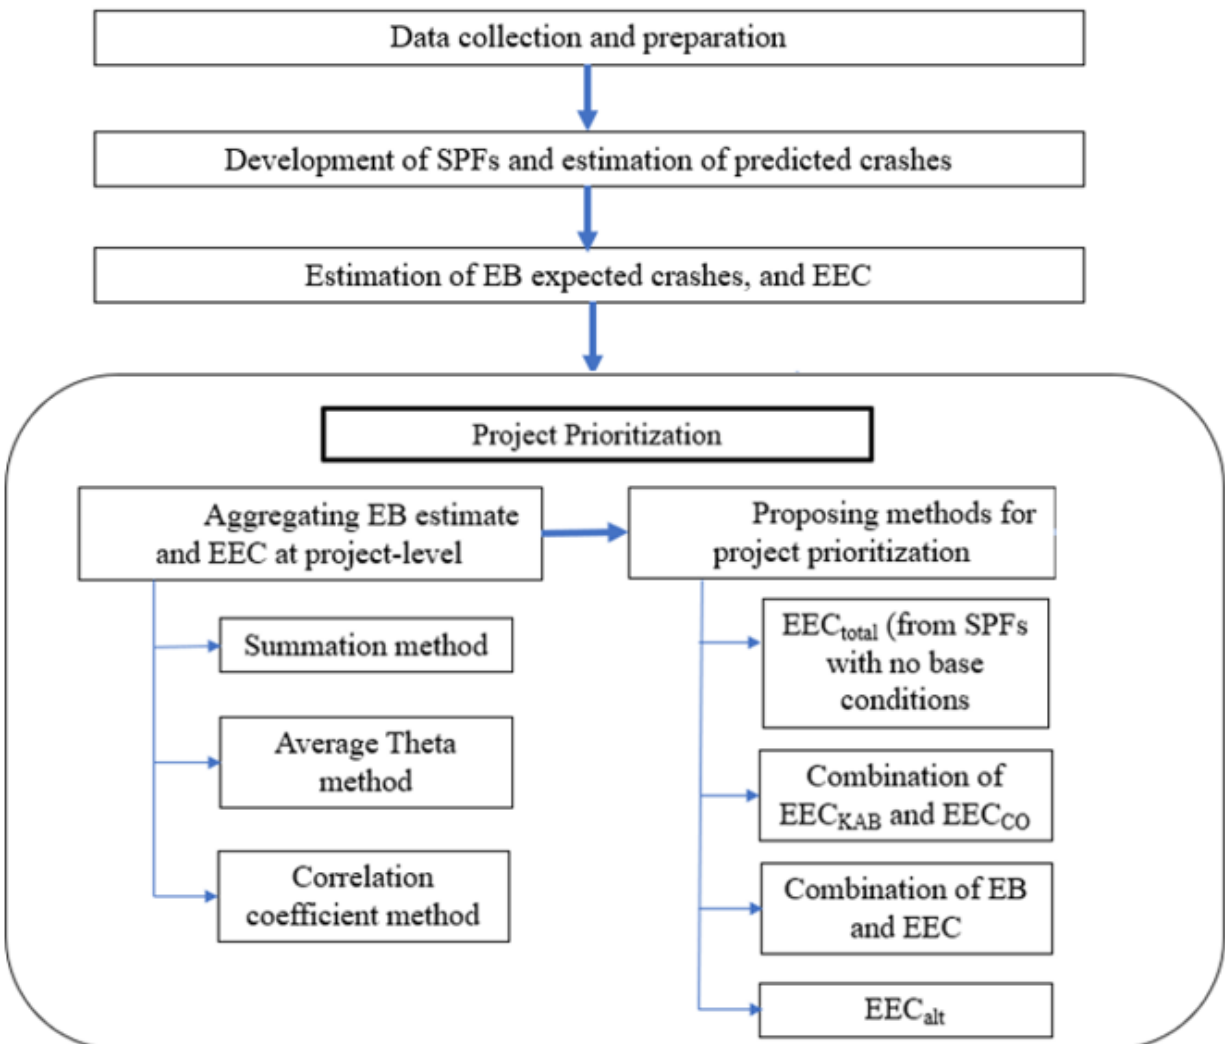 Data collection and preparation
Development of SPFs and estimation of predicted crashes
Estimation of EB expected crashes, and EEC
Project Prioritization
Aggregating EB estimate
and EEC at project-level
Summation method
Average Theta
method
Correlation
coefficient method
Proposing methods for
project prioritization
EECtotal (from SPFs
with no base
conditions
Combination of
EECKAB and EECCO
Combination of EB
and EEC
EECalt